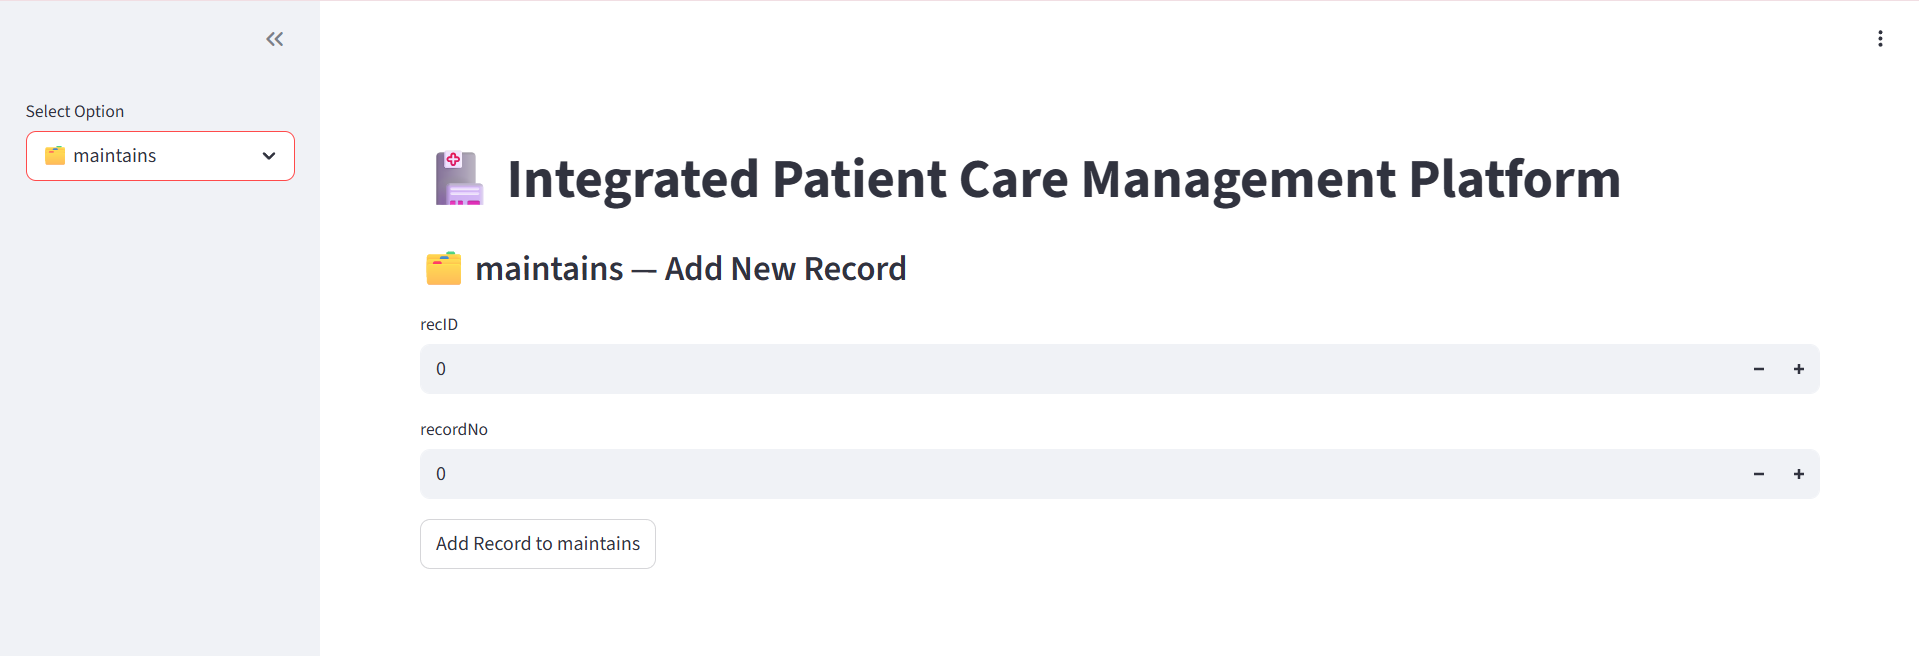 Select Option
maintains
Integrated Patient Care Management Platform
maintains — Add New Record
recID
0
recordNo
0
Add Record to maintains